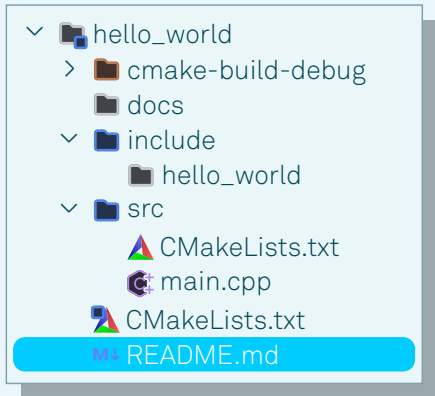 hello_world
cmake-build-debug
docs
include
hello_world
src
CMakeLists.txt
C++ main.cpp
CMakeLists.txt
M↓ README.md